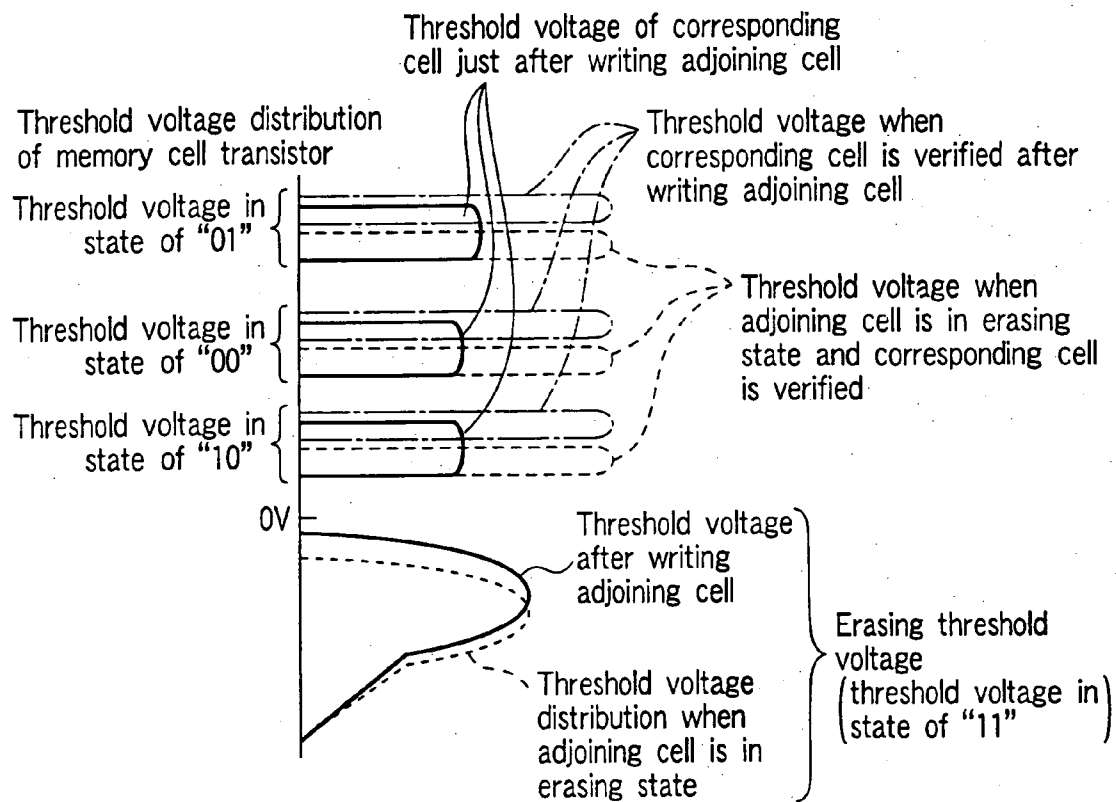 Threshold voltage of corresponding
cell just after writing adjoining cell
Threshold voltage distribution
of memory cell transistor
Threshold voltage when
corresponding cell is verified after
writing adjoining cell
Threshold voltage in
state of "01"
Threshold voltage in
state of "00"
Threshold voltage when
adjoining cell is in erasing
state and corresponding cell
is verified
Threshold voltage in
state of "10"
0V
Threshold voltage
after writing
adjoining cell
Erasing threshold
voltage
(threshold voltage in
state of "11"
Threshold voltage
distribution when
adjoining cell is in
erasing state